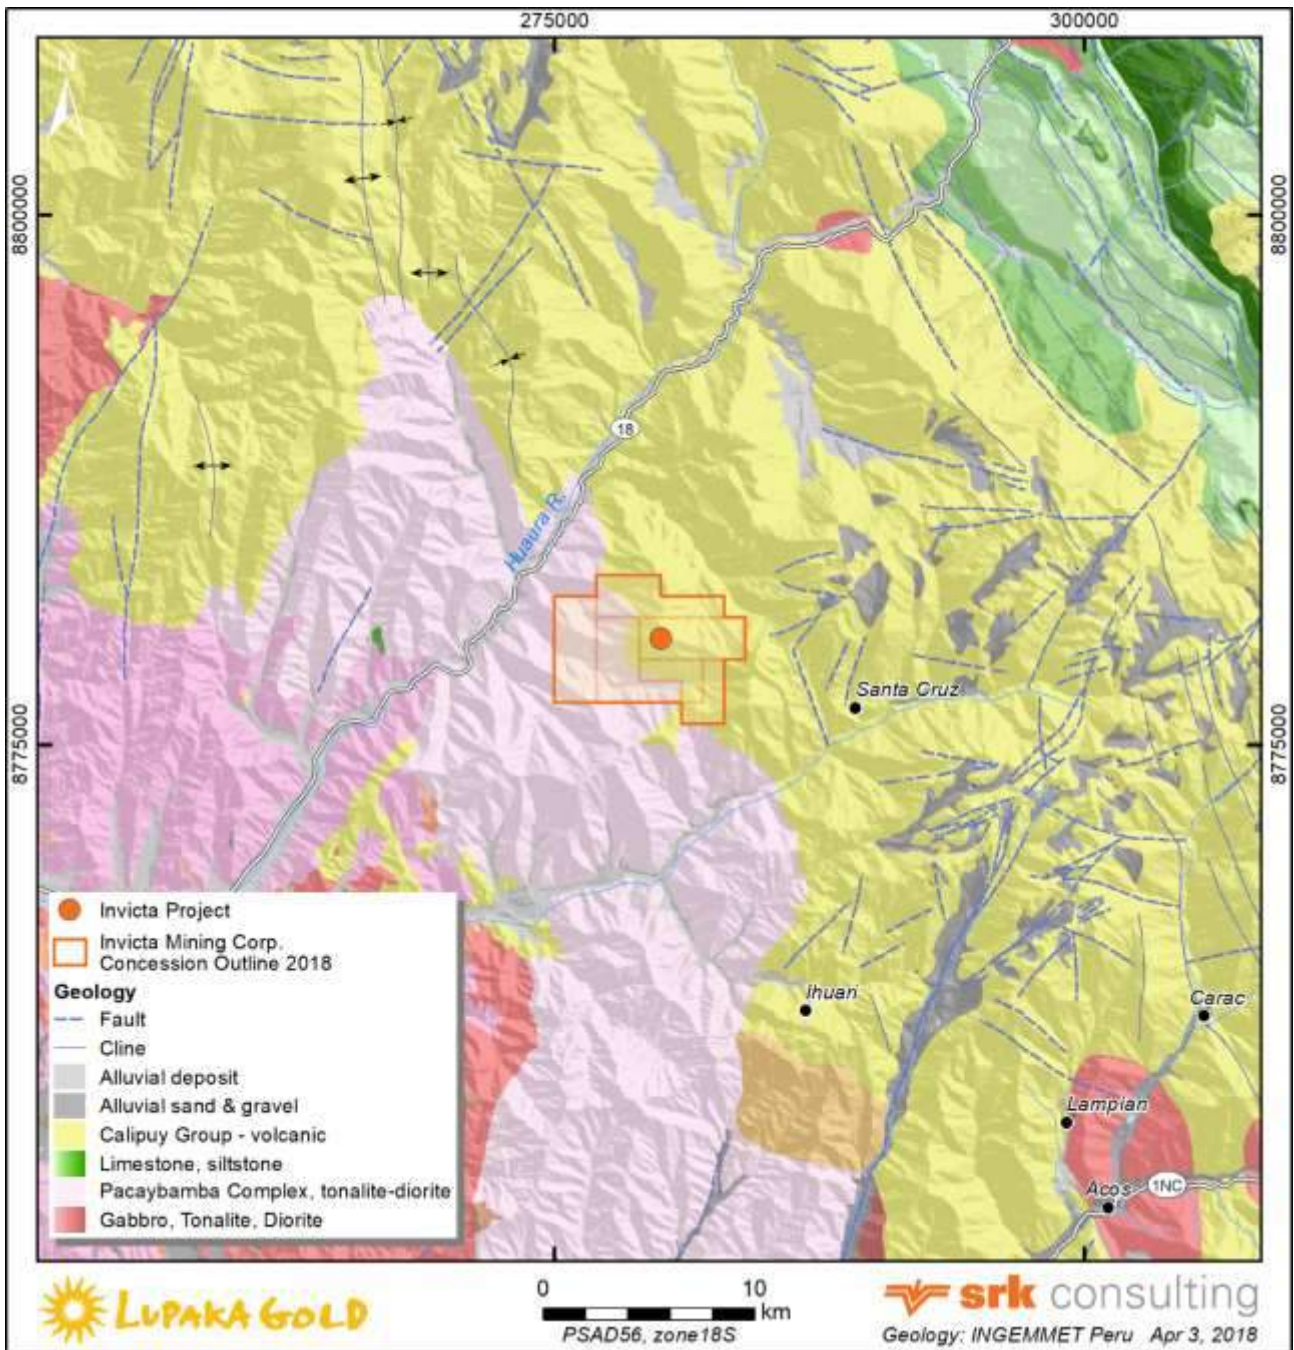 275000
300000
N
8800000
8800000
18
Huaura R.
Santa Cruz
8775000
8775000
Invicta Project
Invicta Mining Corp.
Concession Outline 2018
Geology
Fault
Cline
Alluvial deposit
Alluvial sand & gravel
Calipuy Group - volcanic
Limestone, siltstone
Pacaybamba Complex, tonalite-diorite
Gabbro, Tonalite, Diorite
Ihuari
Carac
Lampian
Acos
1NC
LUPAKA GOLD
0 10
km
PSAD56, zone18S
srk consulting
Geology: INGEMMET Peru Apr 3, 2018